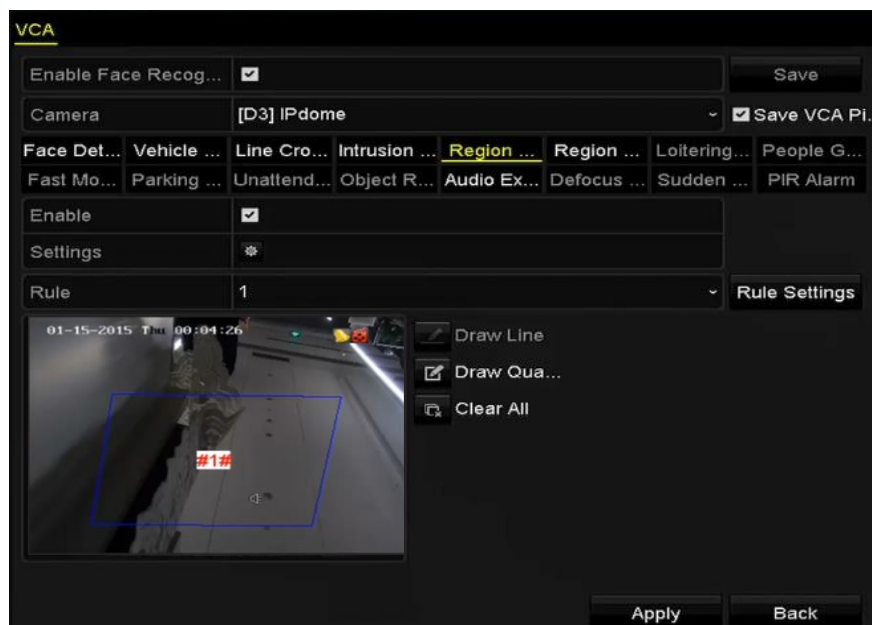 VCA
Enable Face Recog... Save
Camera [D3] IPdome Save VCA Pi.
Face Det... Vehicle ... Line Cro... Intrusion ... Region ... Region ... Loitering... People G...
Fast Mo... Parking ... Unattend... Object R... Audio Ex... Defocus ... Sudden ... PIR Alarm
Enable
Settings
Rule 1 Rule Settings
01-15-2015 Thu 00:04:26
Draw Line
Draw Qua...
Clear All
#1#
Apply Back